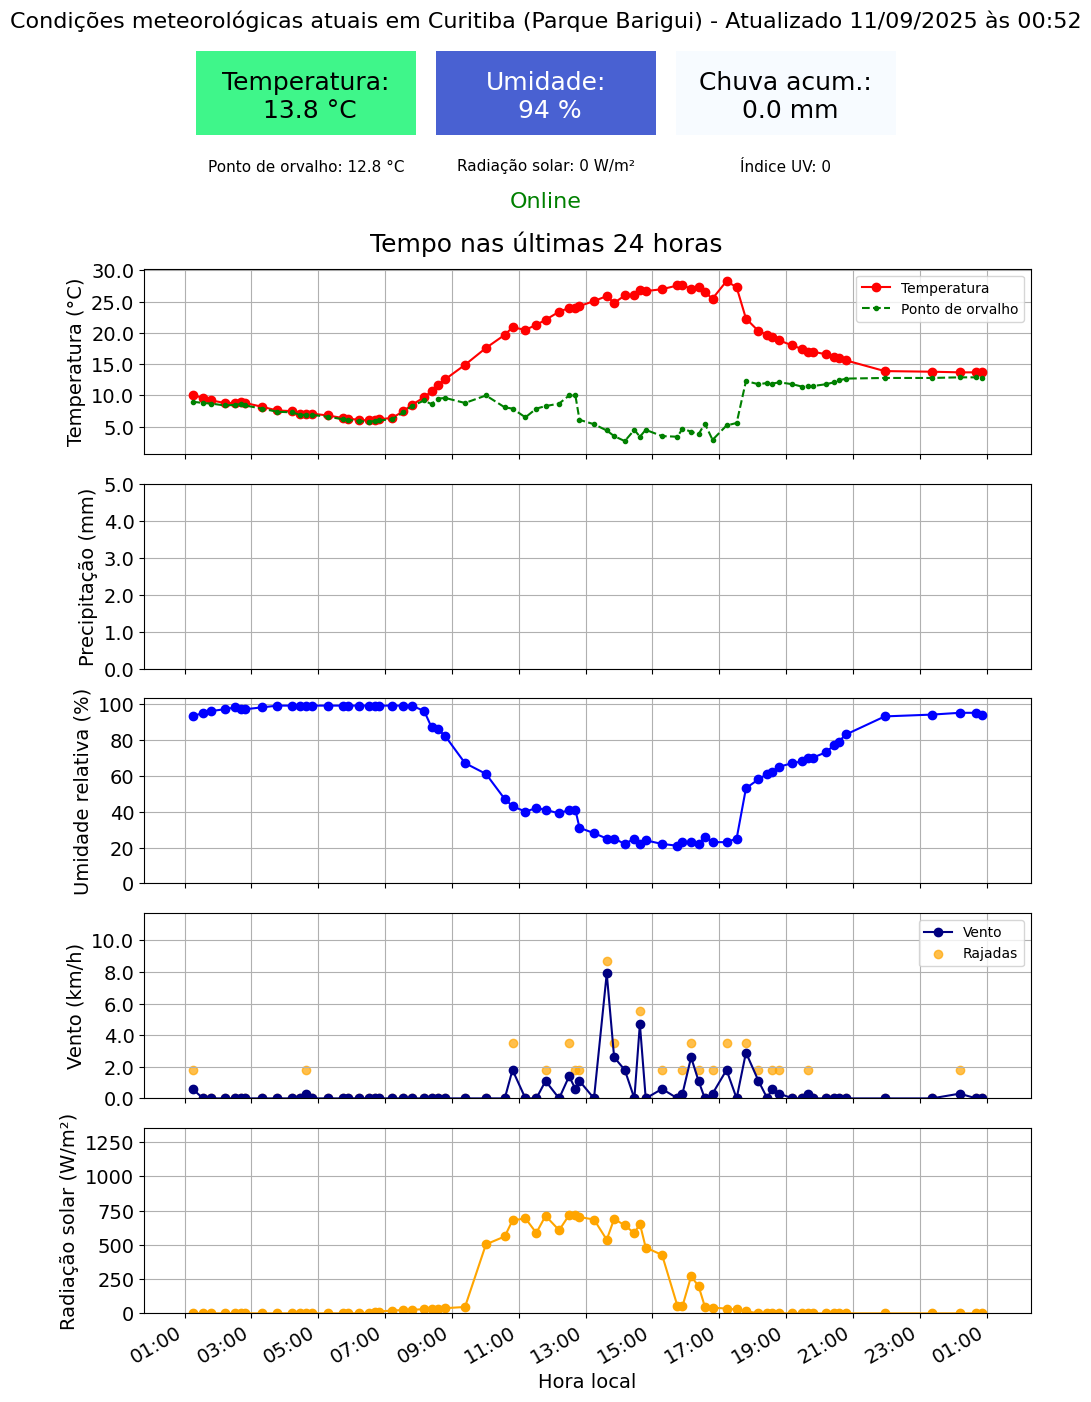 Condições meteorológicas atuais em Curitiba (Parque Barigui) - Atualizado 11/09/2025 às 00:52
Temperatura:
13.8 °C
Umidade:
94 %
Chuva acum.:
0.0 mm
Ponto de orvalho: 12.8 °C
Radiação solar: 0 W/m²
Índice UV: 0
Online
Tempo nas últimas 24 horas
Temperatura (°C)
30.0
25.0
20.0
15.0
10.0
5.0
Temperatura
Ponto de orvalho
Precipitação (mm)
5.0
4.0
3.0
2.0
1.0
0.0
Umidade relativa (%)
100
80
60
40
20
0
Vento (km/h)
10.0
8.0
6.0
4.0
2.0
0.0
Vento
Rajadas
Radiação solar (W/m²)
1250
1000
750
500
250
0
01:00
03:00
05:00
07:00
09:00
11:00
13:00
15:00
17:00
19:00
21:00
23:00
01:00
Hora local